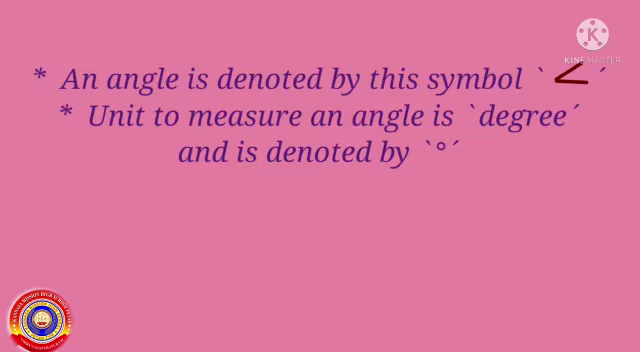 * An angle is denoted by this symbol `∠´
* Unit to measure an angle is `degree´
and is denoted by `°´
K
KINEMASTER